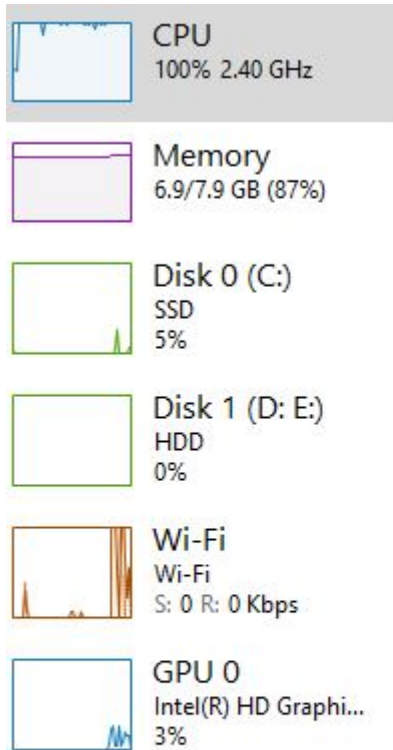 CPU
100% 2.40 GHz
Memory
6.9/7.9 GB (87%)
Disk 0 (C:)
SSD
5%
Disk 1 (D: E:)
HDD
0%
Wi-Fi
Wi-Fi
S: 0 R: 0 Kbps
GPU 0
Intel(R) HD Graphi...
3%